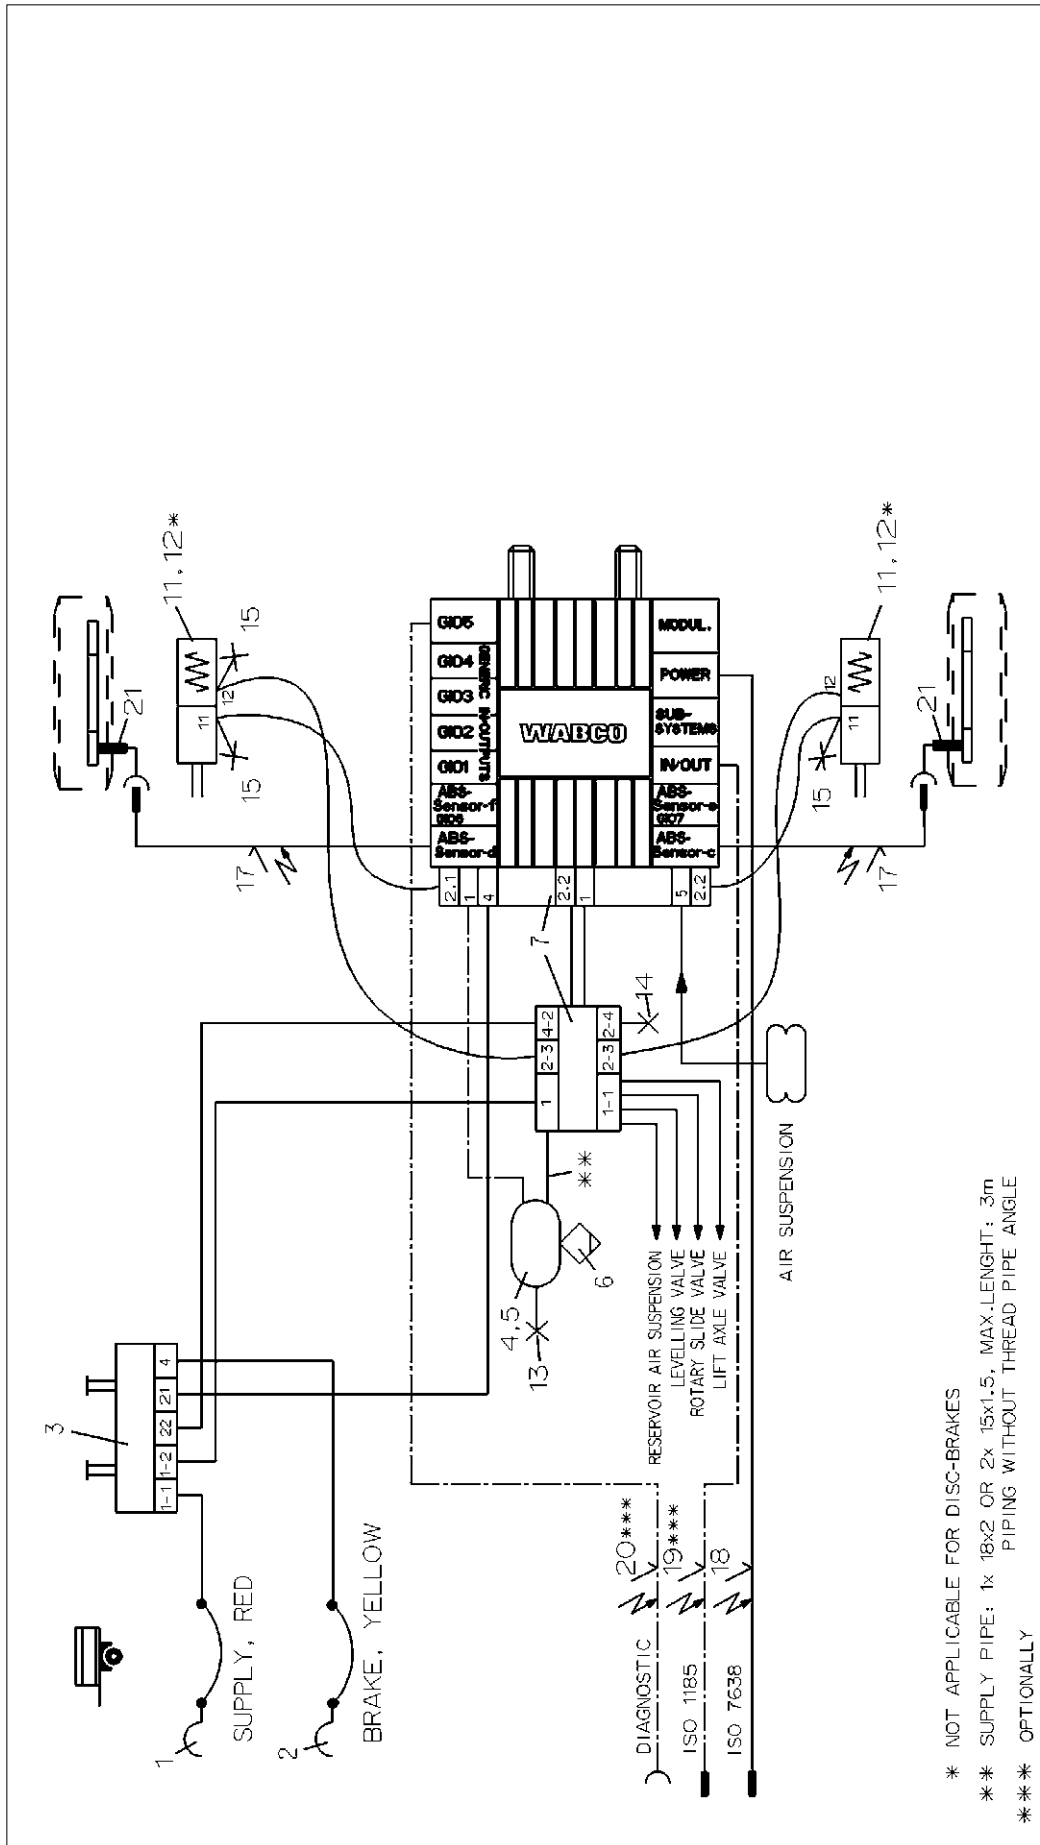 1
SUPPLY, RED
2
BRAKE, YELLOW
3
1-1
1-2
22
21
4
DIAGNOSTIC
ISO 1185
ISO 7638
20***
19***
18
13
4,5
6
**
RESERVOIR AIR SUSPENSION
LEVELLING VALVE
ROTARY SLIDE VALVE
LIFT AXLE VALVE
AIR SUSPENSION
1
2-3
4-2
1-1
2-3
2-4
14
7
2.1
1
4
2.2
1
5
2.2
ABS-
Sensor-d
ABS-
Sensor-f
GIO6
GIO1
GIO2
GIO3
GIO4
GIO5
GENERIC IN-/OUTPUTS
WABCO
ABS-
Sensor-c
ABS-
Sensor-e
GIO7
IN/OUT
SUB-
SYSTEMS
POWER
MODUL.
17
21
15
11
12
15
11,12*
17
21
15
11
12
11,12*
* NOT APPLICABLE FOR DISC-BRAKES
** SUPPLY PIPE: 1x 18x2 OR 2x 15x1.5, MAX.LENGHT: 3m
PIPING WITHOUT THREAD PIPE ANGLE
*** OPTIONALLY